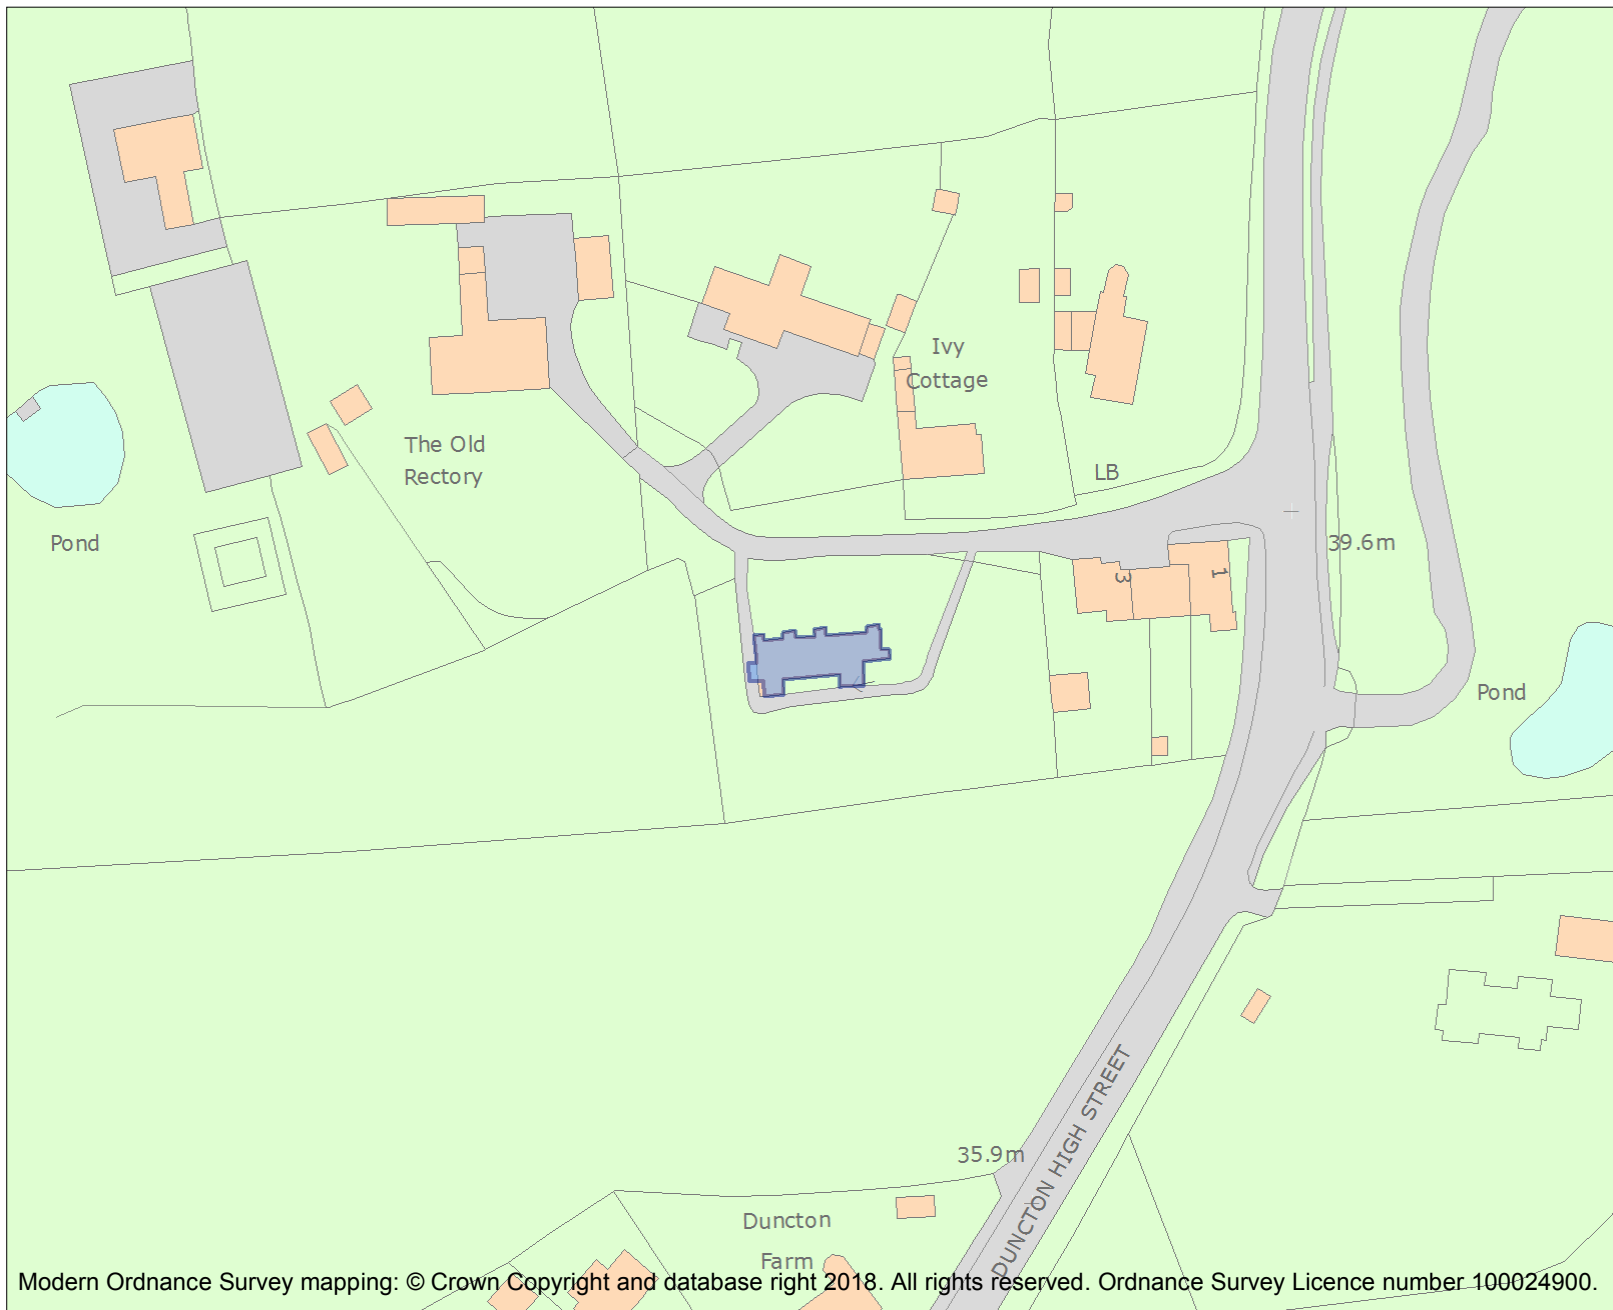 Ivy
Cottage
The Old
Rectory
LB
Pond
39.6m
3
1
Pond
DUNCTON HIGH STREET
35.9m
Duncton
Farm
Modern Ordnance Survey mapping: © Crown Copyright and database right 2018. All rights reserved. Ordnance Survey Licence number 100024900.